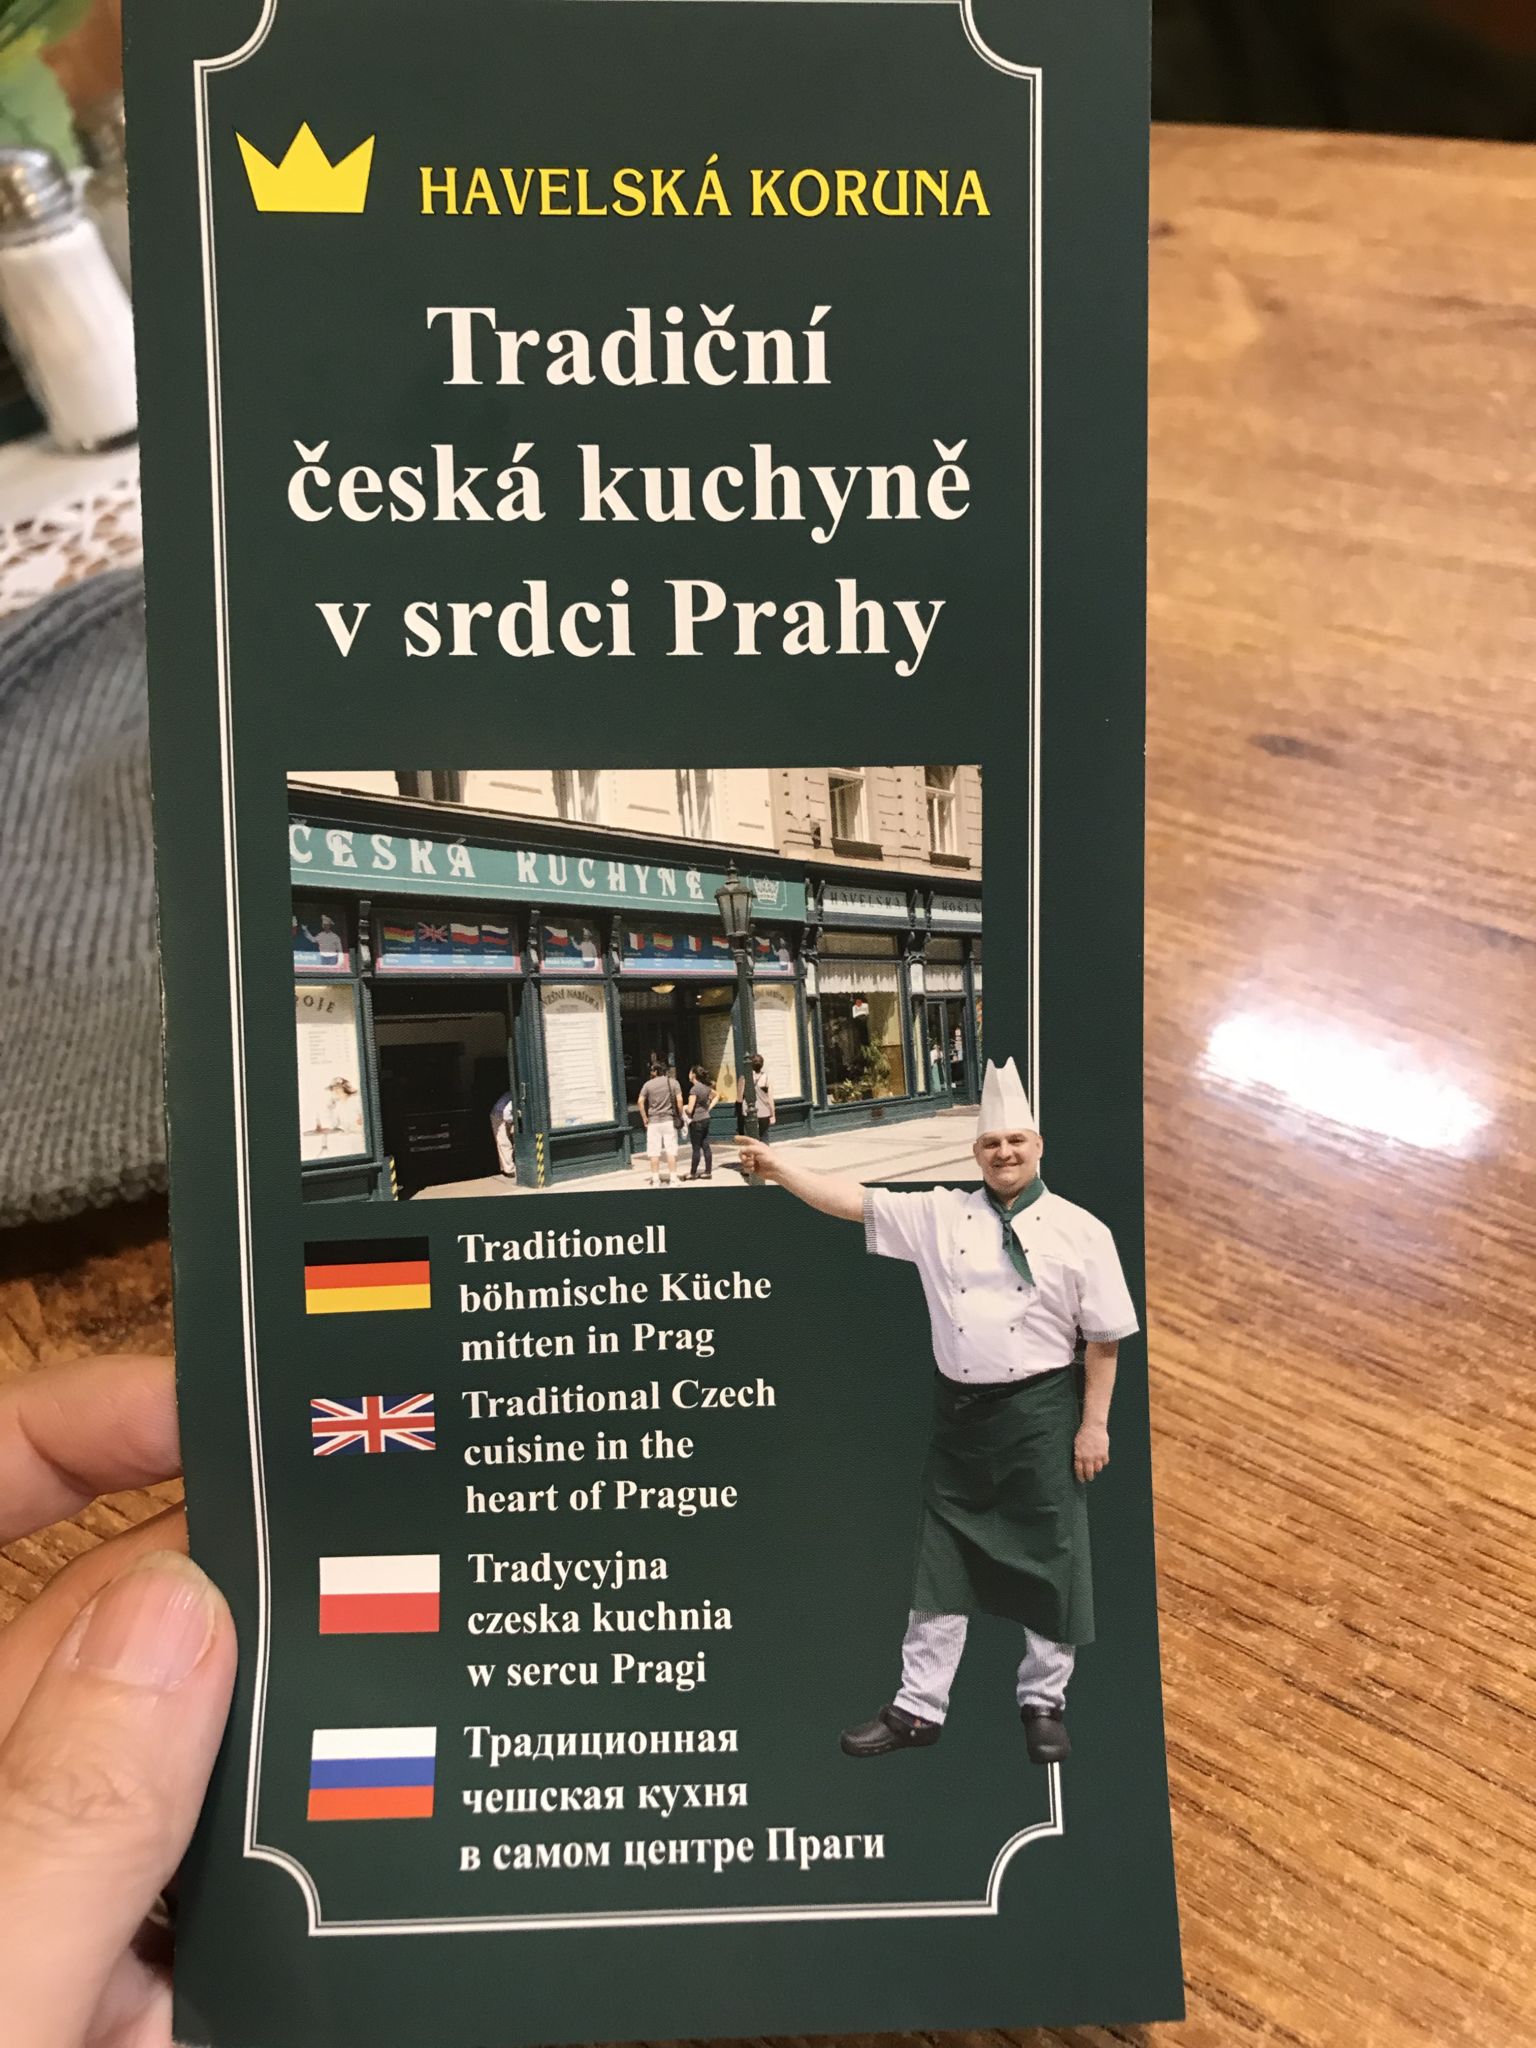 HAVELSKÁ KORUNA
Tradiční
česká kuchyně
v srdci Prahy
ČESKÁ KUCHYNĚ
HAVELSKÁ
Traditionell
böhmische Küche
mitten in Prag
Traditional Czech
cuisine in the
heart of Prague
Tradycyjna
czeska kuchnia
w sercu Pragi
Традиционная
чешская кухня
в самом центре Праги